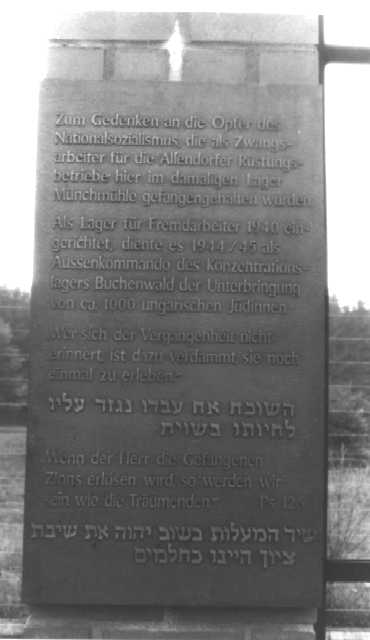 Zum Gedenken an die Opfer des
Nationalsozialismus, die als Zwangs-
arbeiter für die Allendorfer Rüstungs-
betriebe hier im damaligen Lager
Münchmühle gefangengehalten wurden.
Als Lager für Fremdarbeiter 1940 ein-
gerichtet, diente es 1944/45 als
Aussenkommando des Konzentrations-
lagers Buchenwald der Unterbringung
von ca. 1000 ungarischen Jüdinnen.
"Wer sich der Vergangenheit nicht
erinnert, ist dazu verdammt sie noch
einmal zu erleben."
השוכח את עבדו נגזר עליו
לחיותו בשנית
"Wenn der Herr die Gefangenen
Zions erlösen wird, so werden wir
sein wie die Träumenden." Ps 126
שיר המעלות בשוב יהוה את שיבת
ציון היינו כחלמים